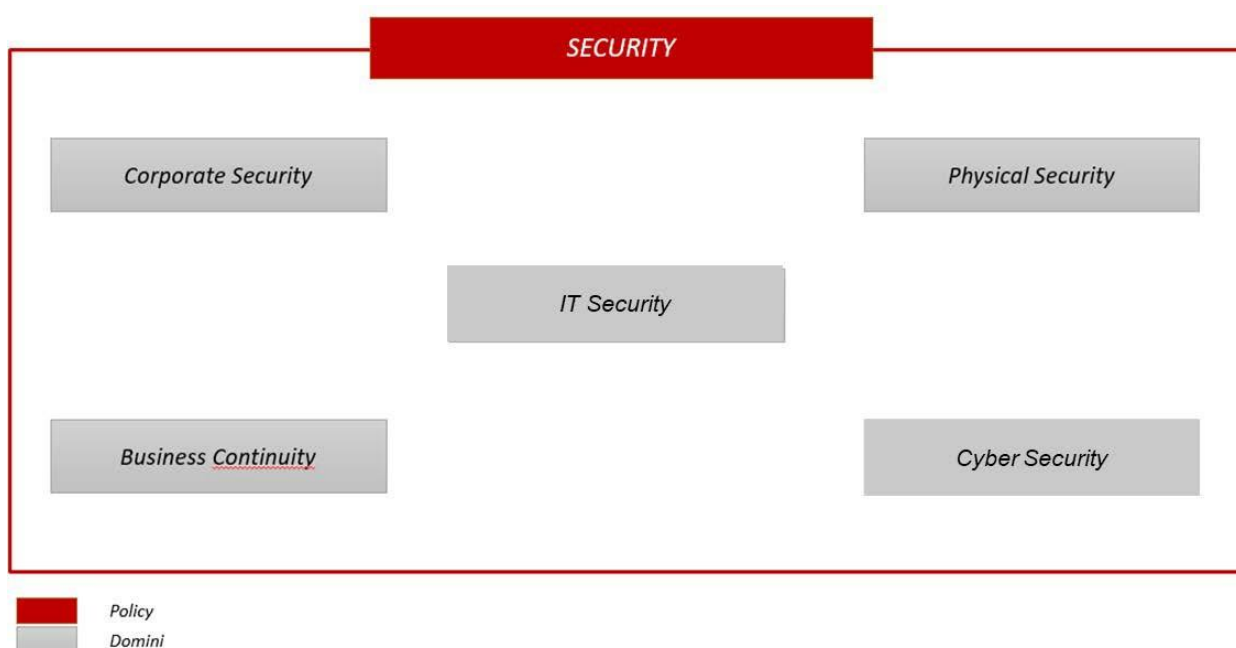 SECURITY
Corporate Security
Physical Security
IT Security
Business Continuity
Cyber Security
Policy
Domini